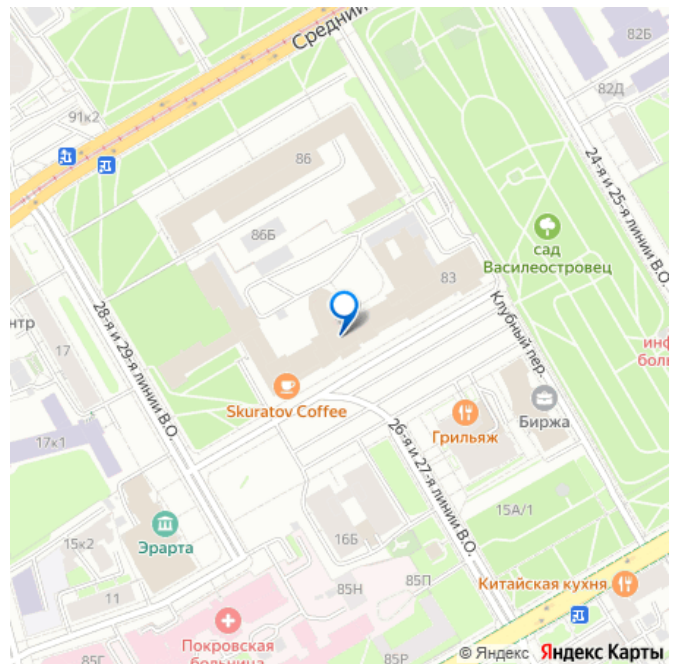 Средний
82Б
82Д
91к2
86
24-я и 25-я линии В.О.
86Б
сад
Василеостровец
83
28-я и 29-я линии В.О.
Клубный пер.
17
Skuratov Coffee
Грильяж
Биржа
17к1
26-я и 27-я линии В.О.
15А/1
16Б
15к2
Эрарта
85Н
85П
Китайская кухня
11
Покровская
больница
85Г
85Р
© Яндекс Яндекс Карты